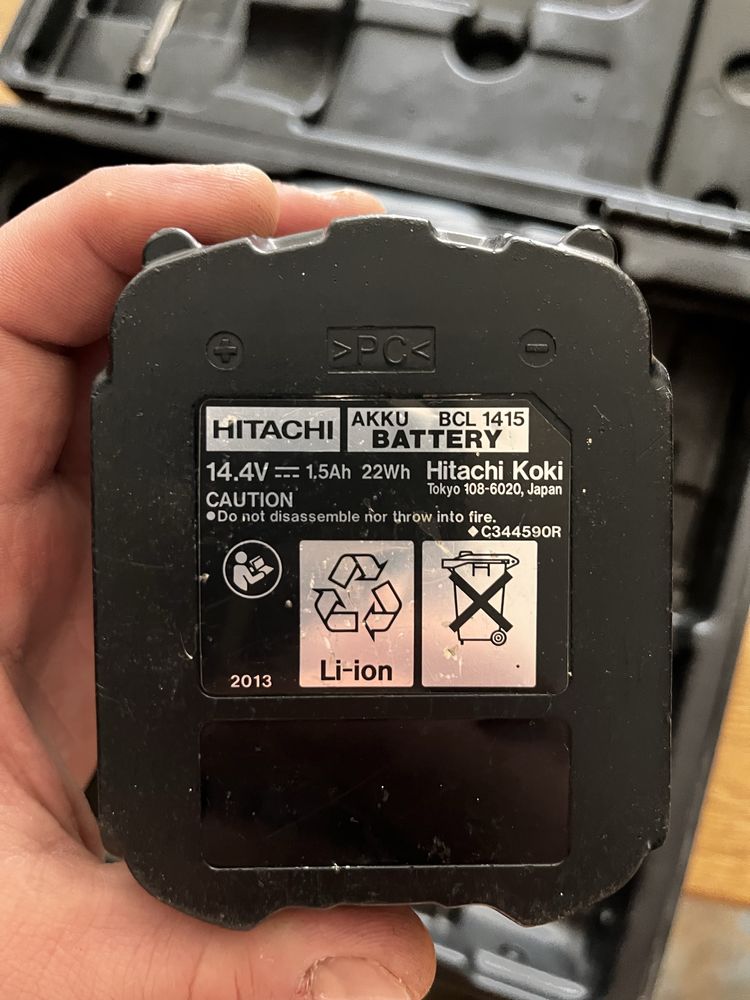 >PC<
HITACHI
AKKU BCL 1415
BATTERY
14.4V 1.5Ah 22Wh Hitachi Koki
Tokyo 108-6020, Japan
CAUTION
●Do not disassemble nor throw into fire.
◆C344590R
Li-ion
2013